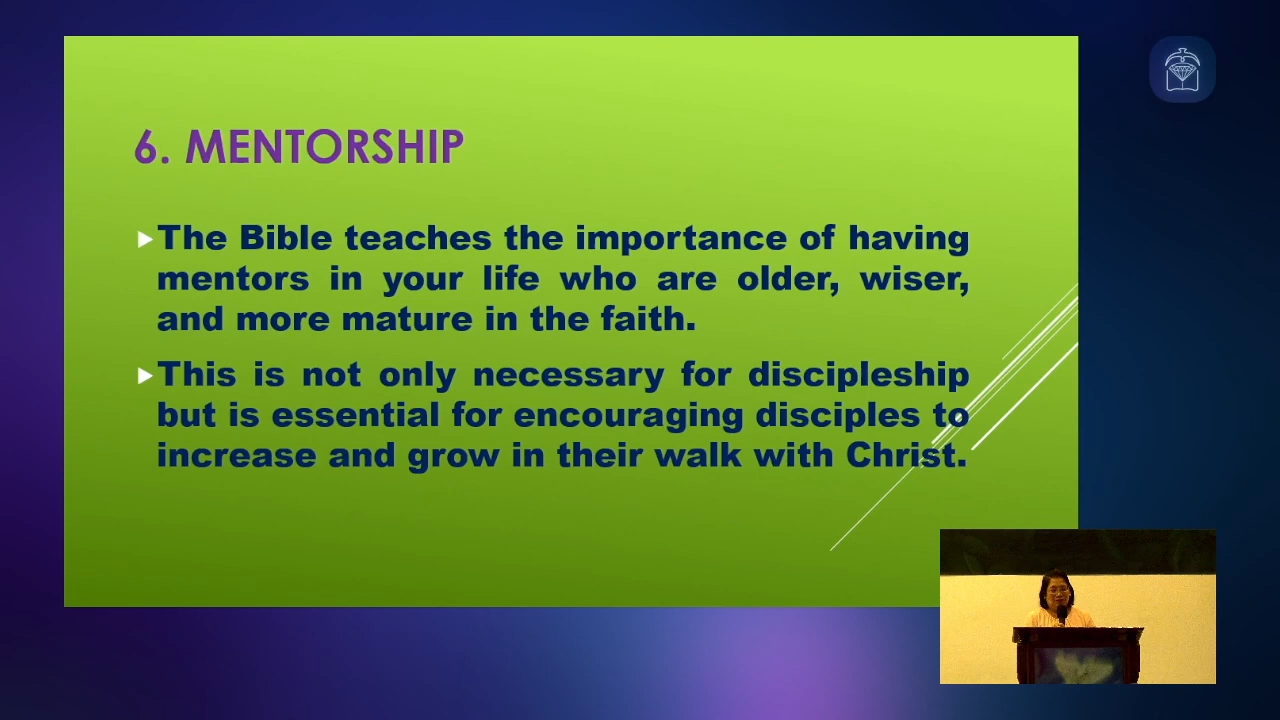 6. MENTORSHIP
The Bible teaches the importance of having
mentors in your life who are older, wiser,
and more mature in the faith.
This is not only necessary for discipleship
but is essential for encouraging disciples to
increase and grow in their walk with Christ.